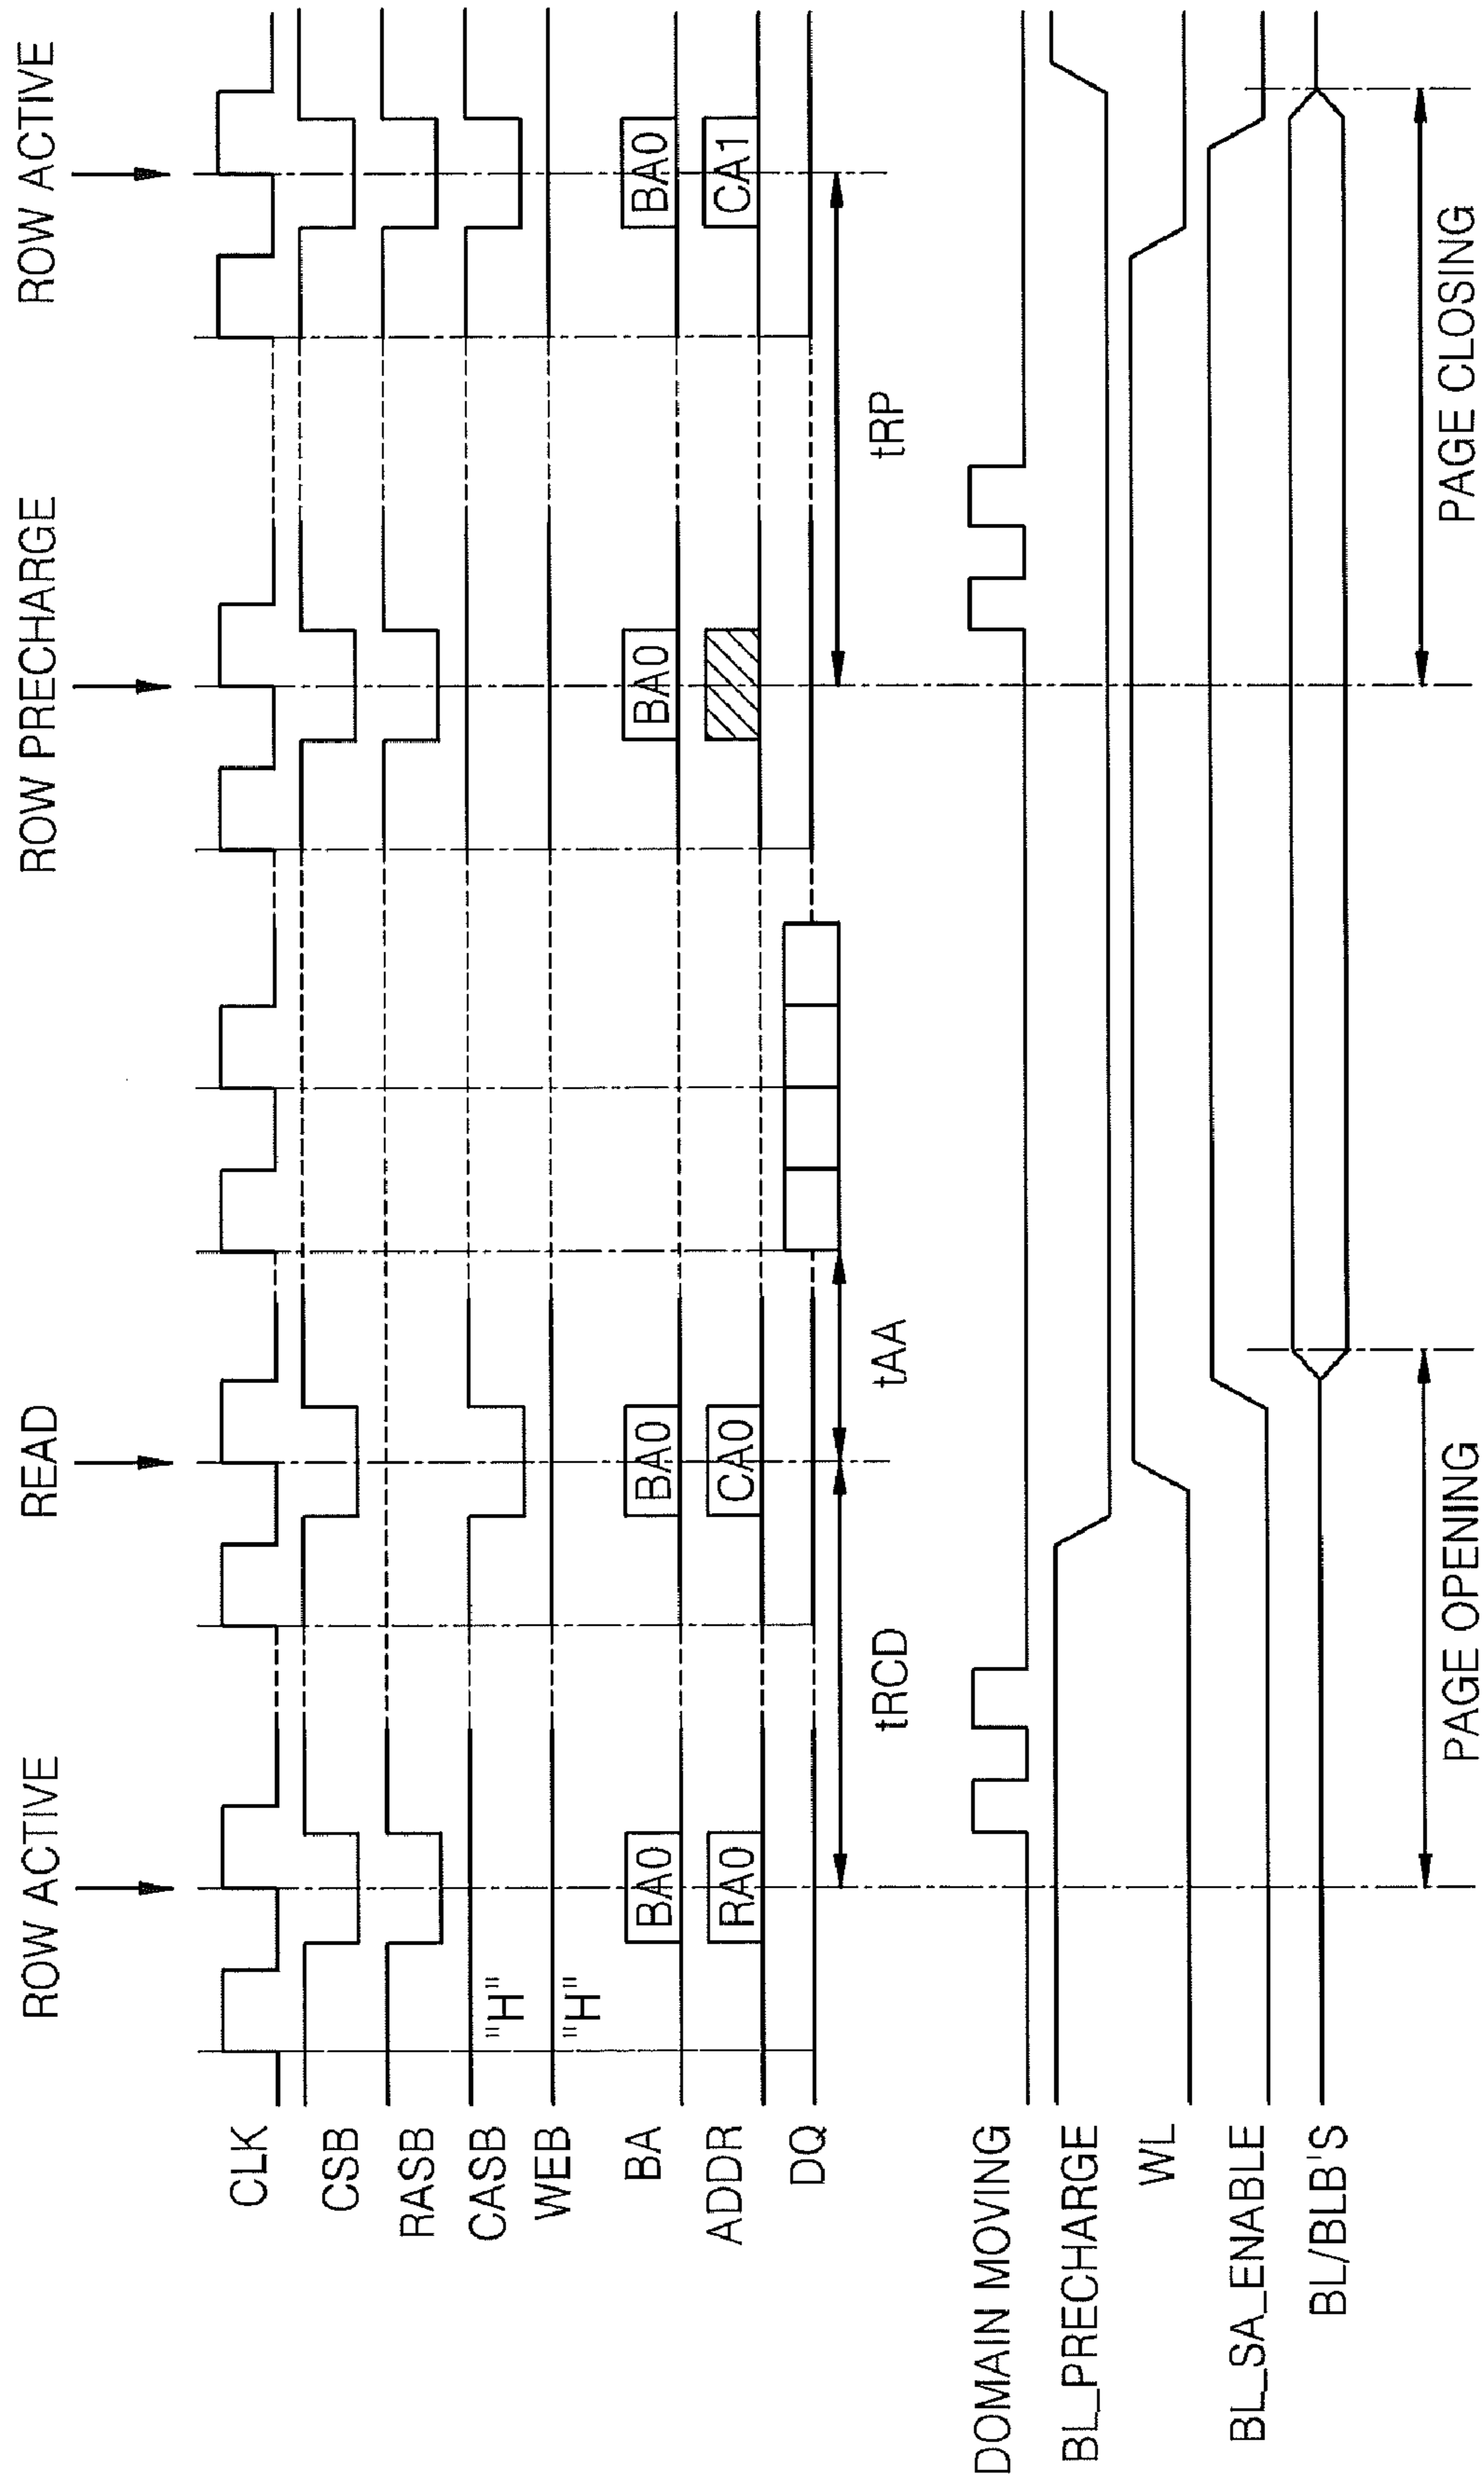 ROW ACTIVE
READ
ROW PRECHARGE
ROW ACTIVE
CLK
CSB
RASB
CASB
"H"
WEB
"H"
BA
BA0
BA0
BA0
BA0
ADDR
RA0
CA0
CA1
DQ
tRCD
tAA
tRP
DOMAIN MOVING
BL_PRECHARGE
WL
BL_SA_ENABLE
BL/BLB'S
PAGE OPENING
PAGE CLOSING